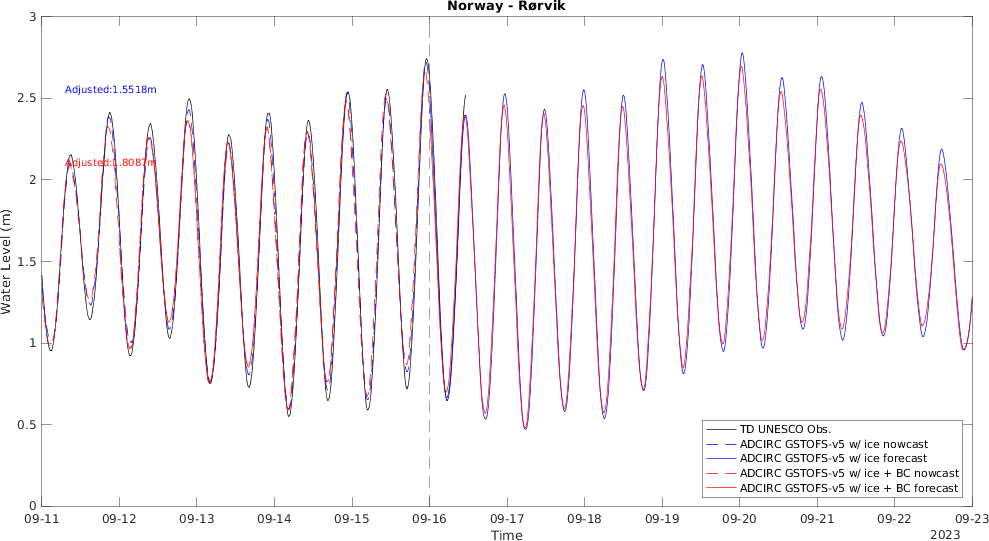 Norway - Rørvik
3
2.5
2
1.5
1
0.5
0
Water Level (m)
Adjusted:1.5518m
Adjusted:1.8087m
TD UNESCO Obs.
ADCIRC GSTOFS-v5 w/ ice nowcast
ADCIRC GSTOFS-v5 w/ ice forecast
ADCIRC GSTOFS-v5 w/ ice + BC nowcast
ADCIRC GSTOFS-v5 w/ ice + BC forecast
09-11 09-12 09-13 09-14 09-15 09-16 09-17 09-18 09-19 09-20 09-21 09-22 09-23
Time
2023